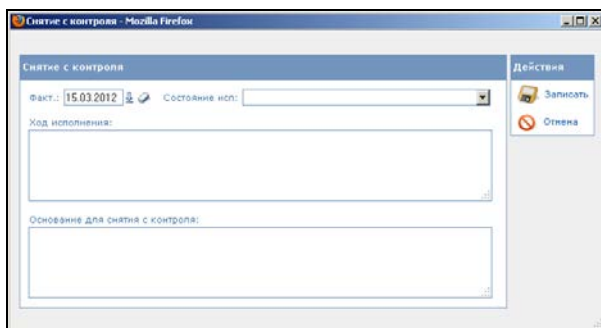 Снятие с контроля - Mozilla Firefox
Снятие с контроля
Действия
Факт.: 15.03.2012 Состояние исп:
Записать
Ход исполнения:
Отмена
Основание для снятия с контроля: